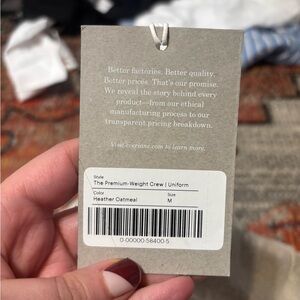 Better factories. Better quality.
Better prices. That's our promise.
We reveal the story behind every
product—from our ethical
manufacturing process to our
transparent pricing breakdown.
Visit everlane.com to learn more.
Style
The Premium-Weight Crew | Uniform
Color Size
Heather Oatmeal M
0-00000-58400-5